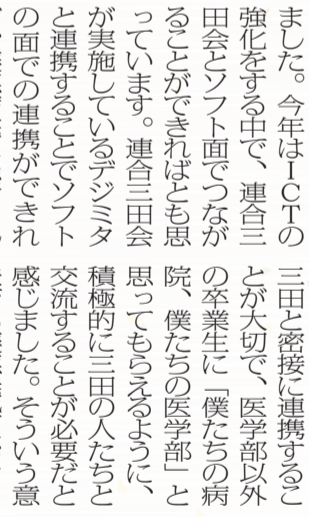 ました。今年はICTの
強化をする中で、連合三
田会とソフト面でつなが
ることができればとも思
っています。連合三田会
が実施しているデジミタ
と連携することでソフト
の面での連携ができれ
三田と密接に連携するこ
とが大切で、医学部以外
の卒業生に「僕たちの病
院、僕たちの医学部」と
思ってもらえるように、
積極的に三田の人たちと
交流することが必要だと
感じました。そういう意